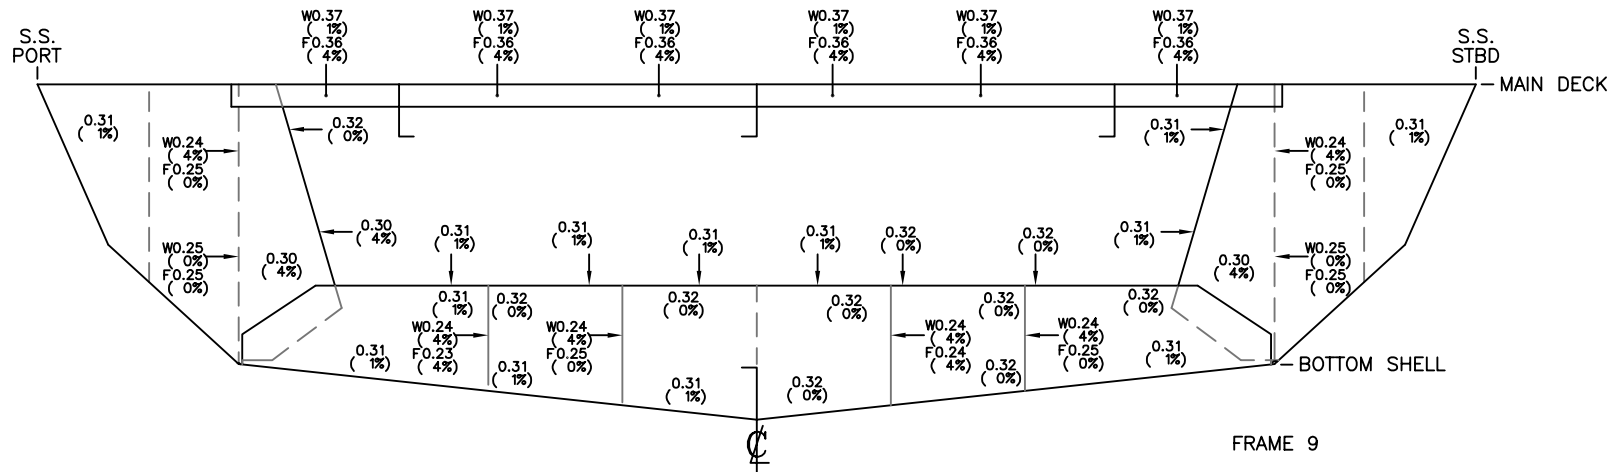 S.S.
PORT
W0.37
( 1%)
F0.36
( 4%)
W0.37
( 1%)
F0.36
( 4%)
W0.37
( 1%)
F0.36
( 4%)
W0.37
( 1%)
F0.36
( 4%)
W0.37
( 1%)
F0.36
( 4%)
W0.37
( 1%)
F0.36
( 4%)
S.S.
STBD
MAIN DECK
0.31
( 1%)
W0.24
( 4%)
F0.25
( 0%)
0.32
( 0%)
0.31
( 1%)
W0.24
( 4%)
F0.25
( 0%)
0.31
( 1%)
W0.25
( 0%)
F0.25
( 0%)
0.30
( 4%)
0.30
( 4%)
0.31
( 1%)
0.31
( 1%)
0.31
( 1%)
0.31
( 1%)
0.32
( 0%)
0.32
( 0%)
0.31
( 1%)
0.30
( 4%)
W0.25
( 0%)
F0.25
( 0%)
0.31
( 1%)
0.32
( 0%)
0.32
( 0%)
0.32
( 0%)
0.32
( 0%)
0.32
( 0%)
0.31
( 1%)
W0.24
( 4%)
F0.23
( 4%)
W0.24
( 4%)
F0.25
( 0%)
W0.24
( 4%)
F0.24
( 4%)
W0.24
( 4%)
F0.25
( 0%)
0.31
( 1%)
0.31
( 1%)
0.31
( 1%)
0.32
( 0%)
0.32
( 0%)
BOTTOM SHELL
℄
FRAME 9